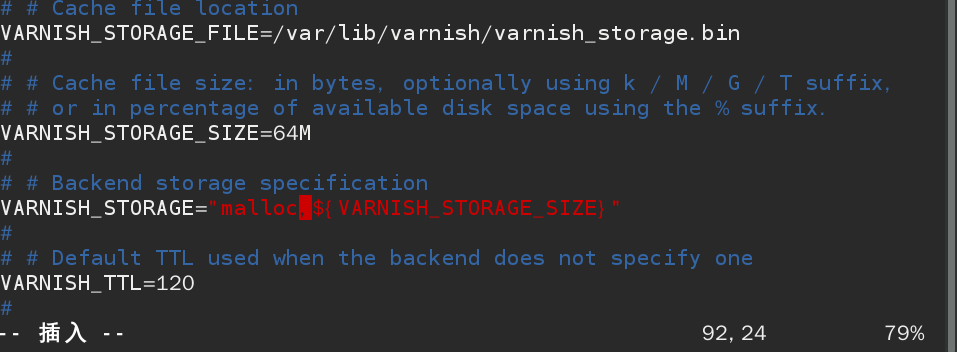 # # Cache file location
VARNISH_STORAGE_FILE=/var/lib/varnish/varnish_storage.bin
#
# # Cache file size: in bytes, optionally using k / M / G / T suffix,
# # or in percentage of available disk space using the % suffix.
VARNISH_STORAGE_SIZE=64M
#
# # Backend storage specification
VARNISH_STORAGE="malloc,${VARNISH_STORAGE_SIZE}"
#
# # Default TTL used when the backend does not specify one
VARNISH_TTL=120
#
-- 插入 -- 92,24 79%